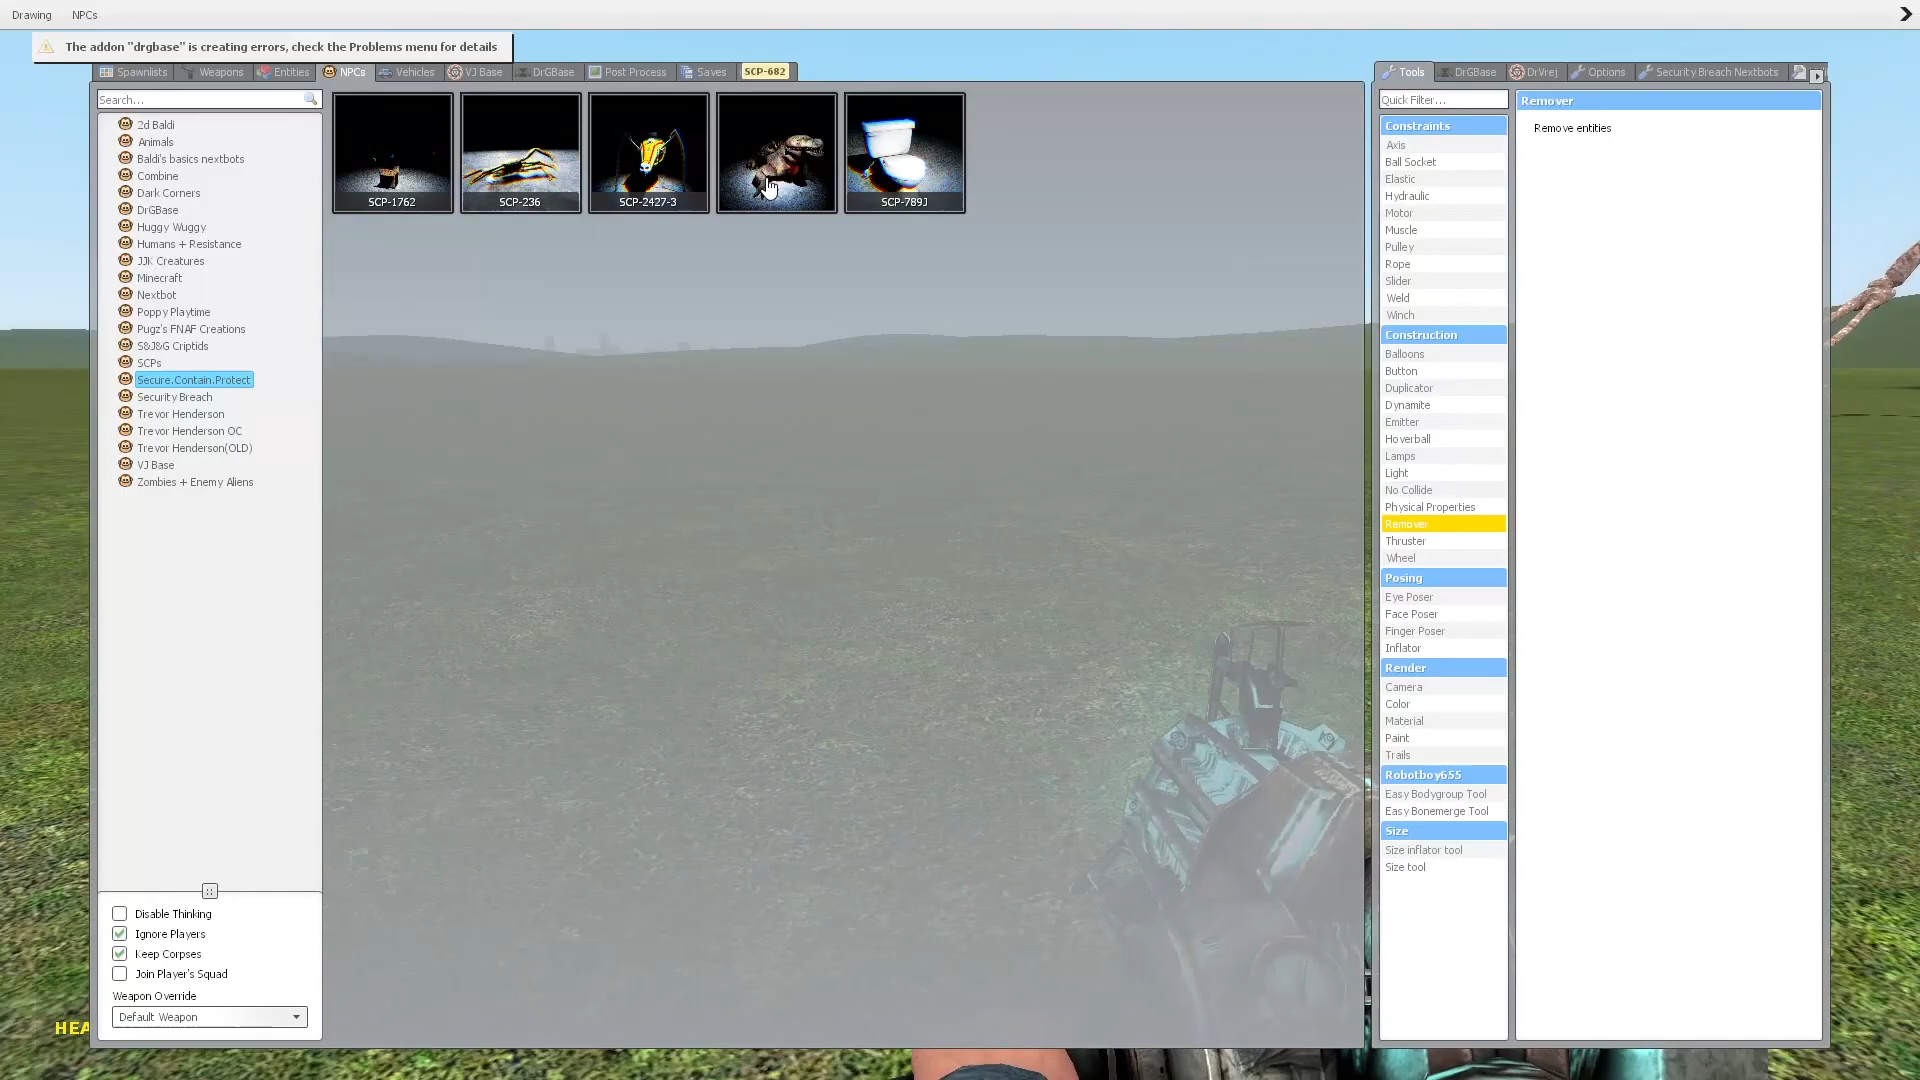 Drawing NPCs
The addon "drgbase" is creating errors, check the Problems menu for details
Spawnlists Weapons Entities NPCs Vehicles VJ Base DrGBase Post Process Saves SCP-682
Search...
2d Baldi
Animals
Baldi's basics nextbots
Combine
Dark Corners
DrGBase
Huggy Wuggy
Humans + Resistance
JJK Creatures
Minecraft
Nextbot
Poppy Playtime
Pugz's FNAF Creations
S&J&G Criptids
SCPs
Secure.Contain.Protect
Security Breach
Trevor Henderson
Trevor Henderson OC
Trevor Henderson(OLD)
VJ Base
Zombies + Enemy Aliens
Disable Thinking
Ignore Players
Keep Corpses
Join Player's Squad
Weapon Override
Default Weapon
HEA
SCP-1762
SCP-236
SCP-2427-3
SCP-789J
Tools DrGBase DrVrej Options Security Breach Nextbots
Quick Filter...
Constraints
Axis
Ball Socket
Elastic
Hydraulic
Motor
Muscle
Pulley
Rope
Slider
Weld
Winch
Construction
Balloons
Button
Duplicator
Dynamite
Emitter
Hoverball
Lamps
Light
No Collide
Physical Properties
Remover
Thruster
Wheel
Posing
Eye Poser
Face Poser
Finger Poser
Inflator
Render
Camera
Color
Material
Paint
Trails
Robotboy655
Easy Bodygroup Tool
Easy Bonemerge Tool
Size
Size inflator tool
Size tool
Remover
Remove entities